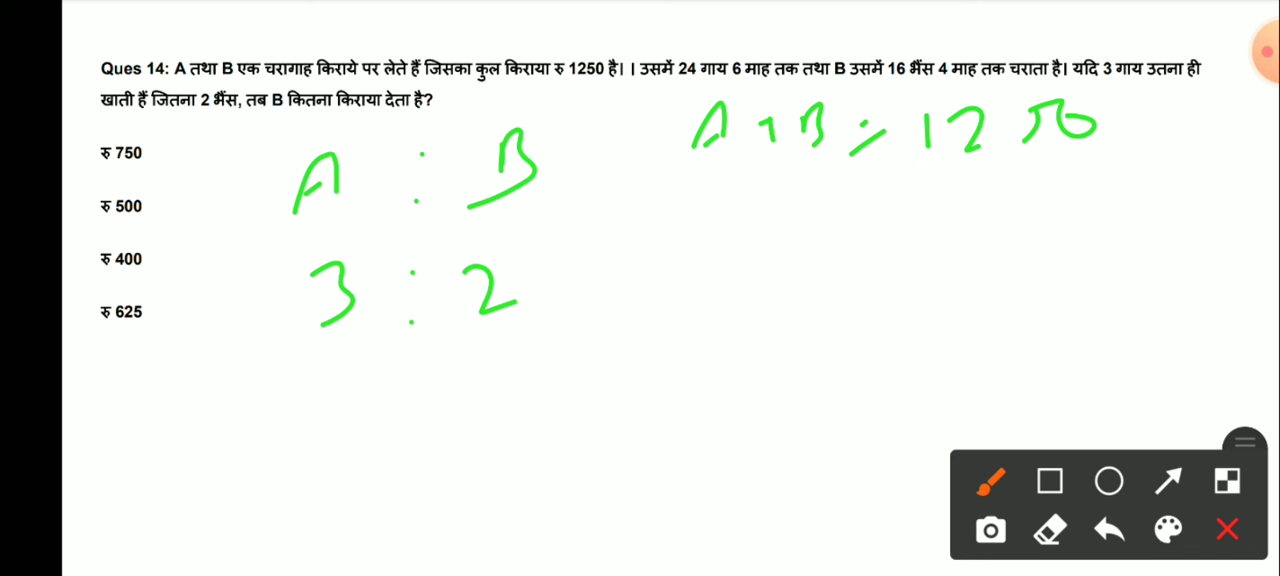 Ques 14: A तथा B एक चरागाह किराये पर लेते हैं जिसका कुल किराया रु 1250 है। । उसमें 24 गाय 6 माह तक तथा B उसमें 16 भैंस 4 माह तक चराता है। यदि 3 गाय उतना ही
खाती हैं जितना 2 भैंस, तब B कितना किराया देता है?
A + B = 1250
रु 750
A : B
रु 500
रु 400
3 : 2
रु 625